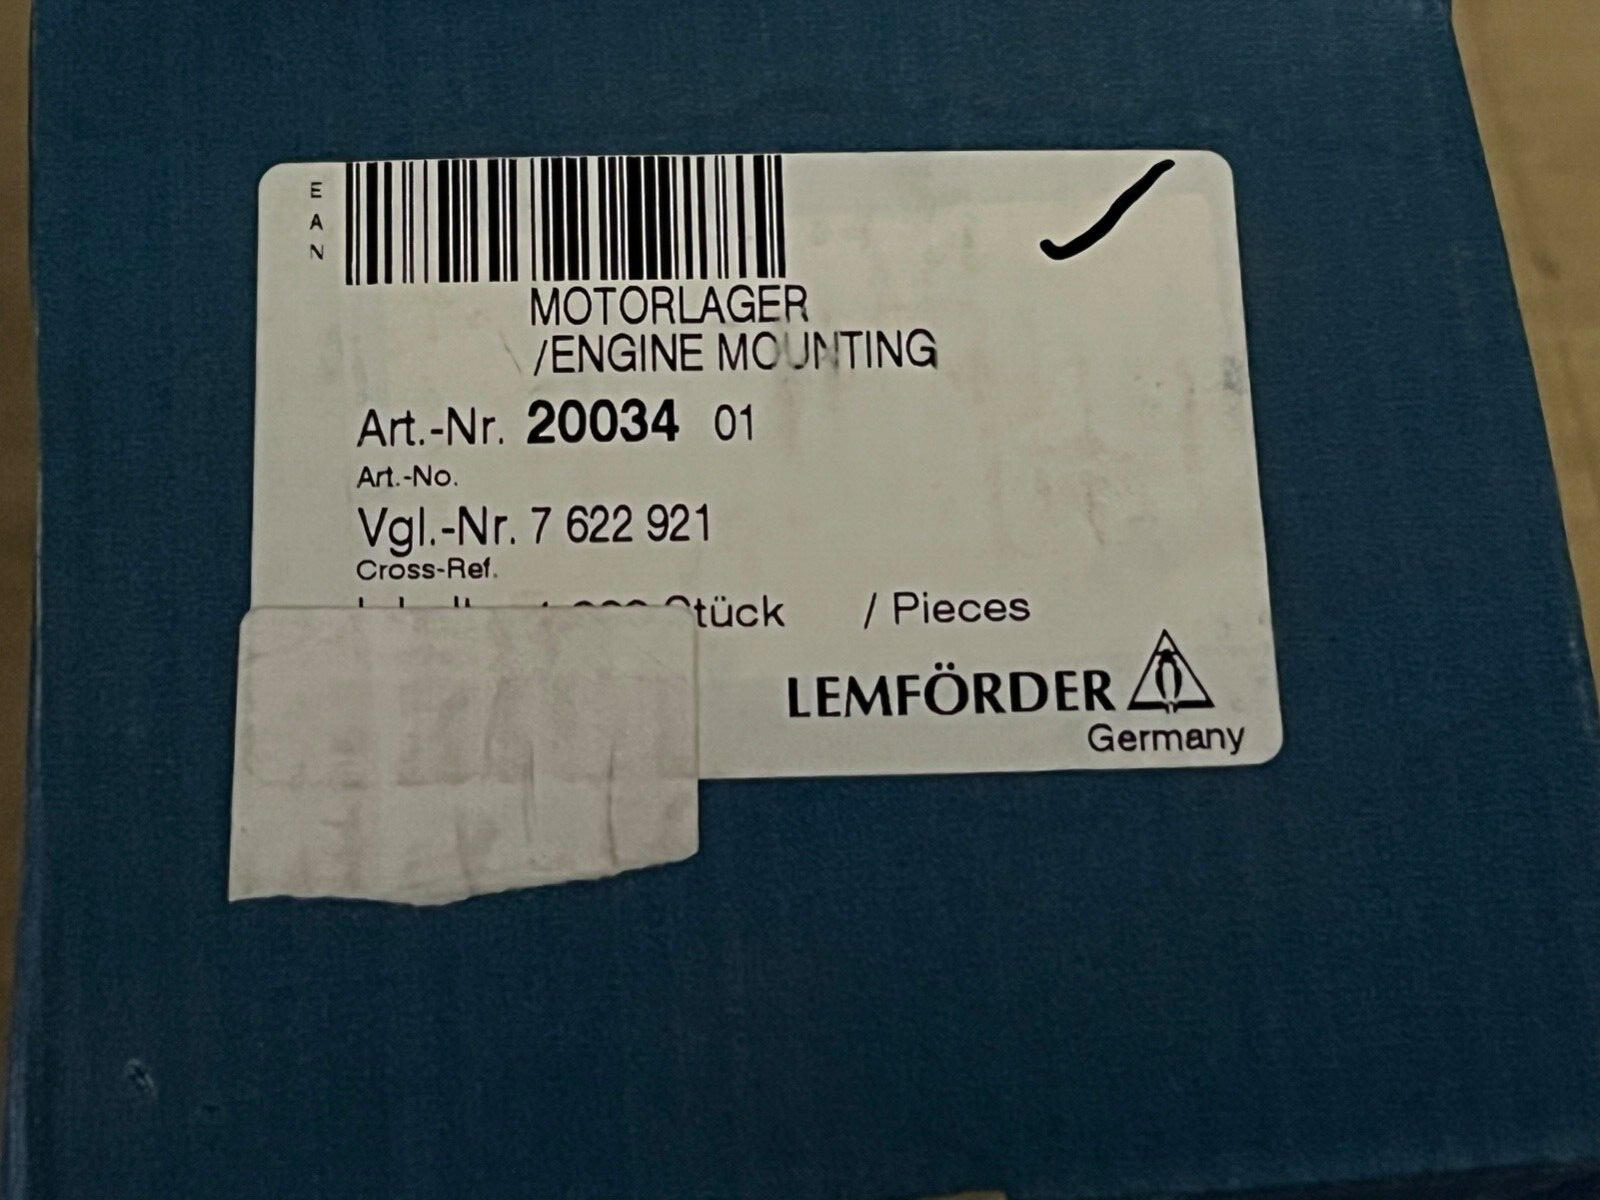 EAN
MOTORLAGER
/ENGINE MOUNTING
Art.-Nr. 20034 01
Art.-No.
Vgl.-Nr. 7 622 921
Cross-Ref.
Stück / Pieces
LEMFÖRDER
Germany